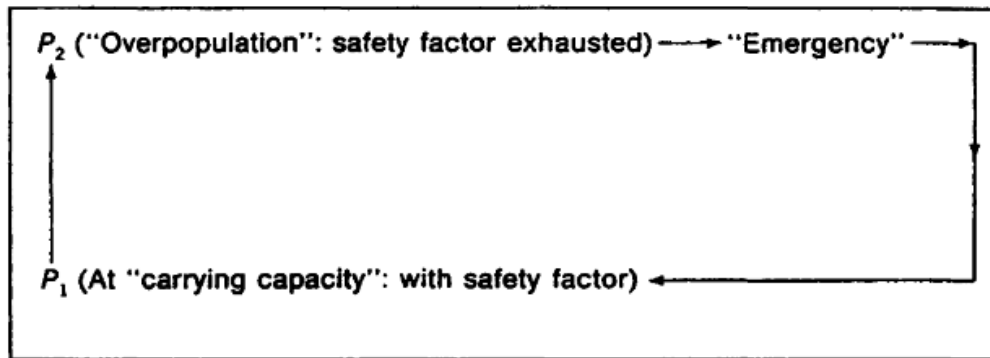 P₂ ("Overpopulation": safety factor exhausted) "Emergency"
P₁ (At "carrying capacity": with safety factor)